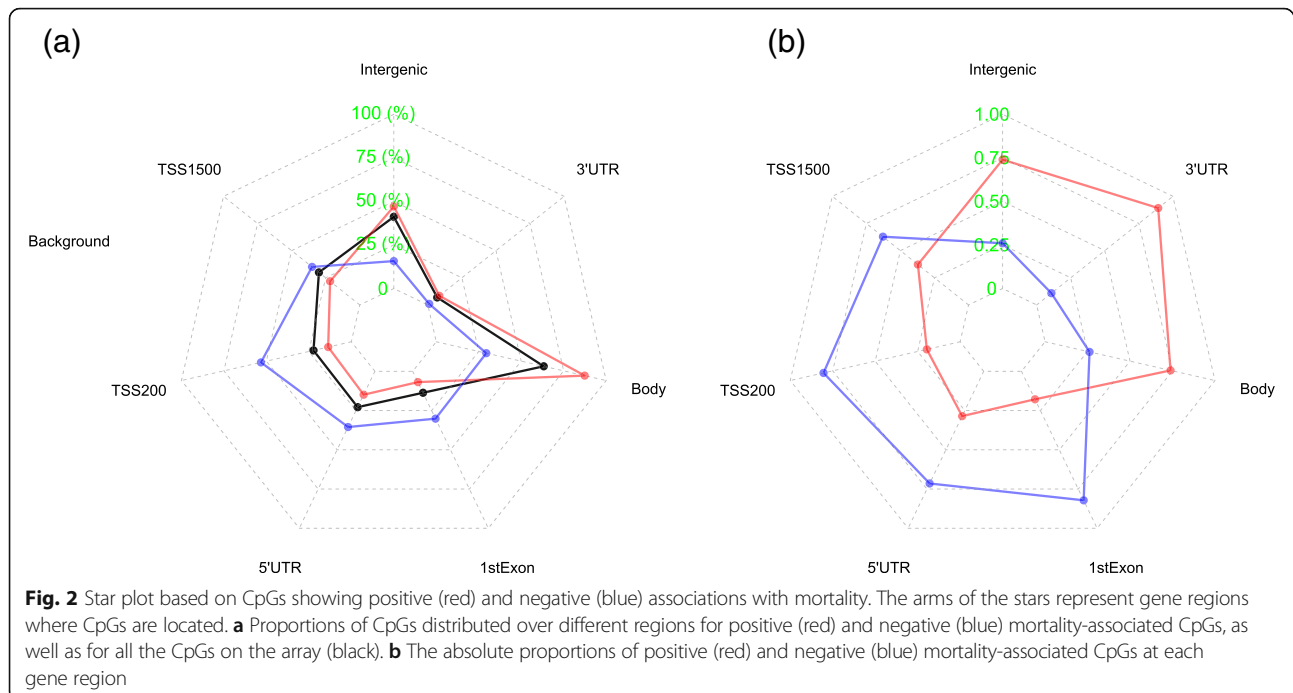 (a)
Intergenic
100 (%)
75 (%)
50 (%)
25 (%)
0
3'UTR
Body
1stExon
5'UTR
TSS200
Background
TSS1500
(b)
Intergenic
1.00
0.75
0.50
0.25
0
3'UTR
Body
1stExon
5'UTR
TSS200
TSS1500
Fig. 2 Star plot based on CpGs showing positive (red) and negative (blue) associations with mortality. The arms of the stars represent gene regions
where CpGs are located. a Proportions of CpGs distributed over different regions for positive (red) and negative (blue) mortality-associated CpGs, as
well as for all the CpGs on the array (black). b The absolute proportions of positive (red) and negative (blue) mortality-associated CpGs at each
gene region